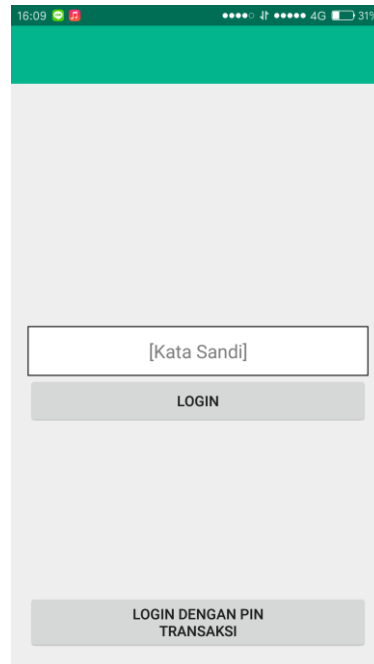 16:09 4G 31%
[Kata Sandi]
LOGIN
LOGIN DENGAN PIN
TRANSAKSI